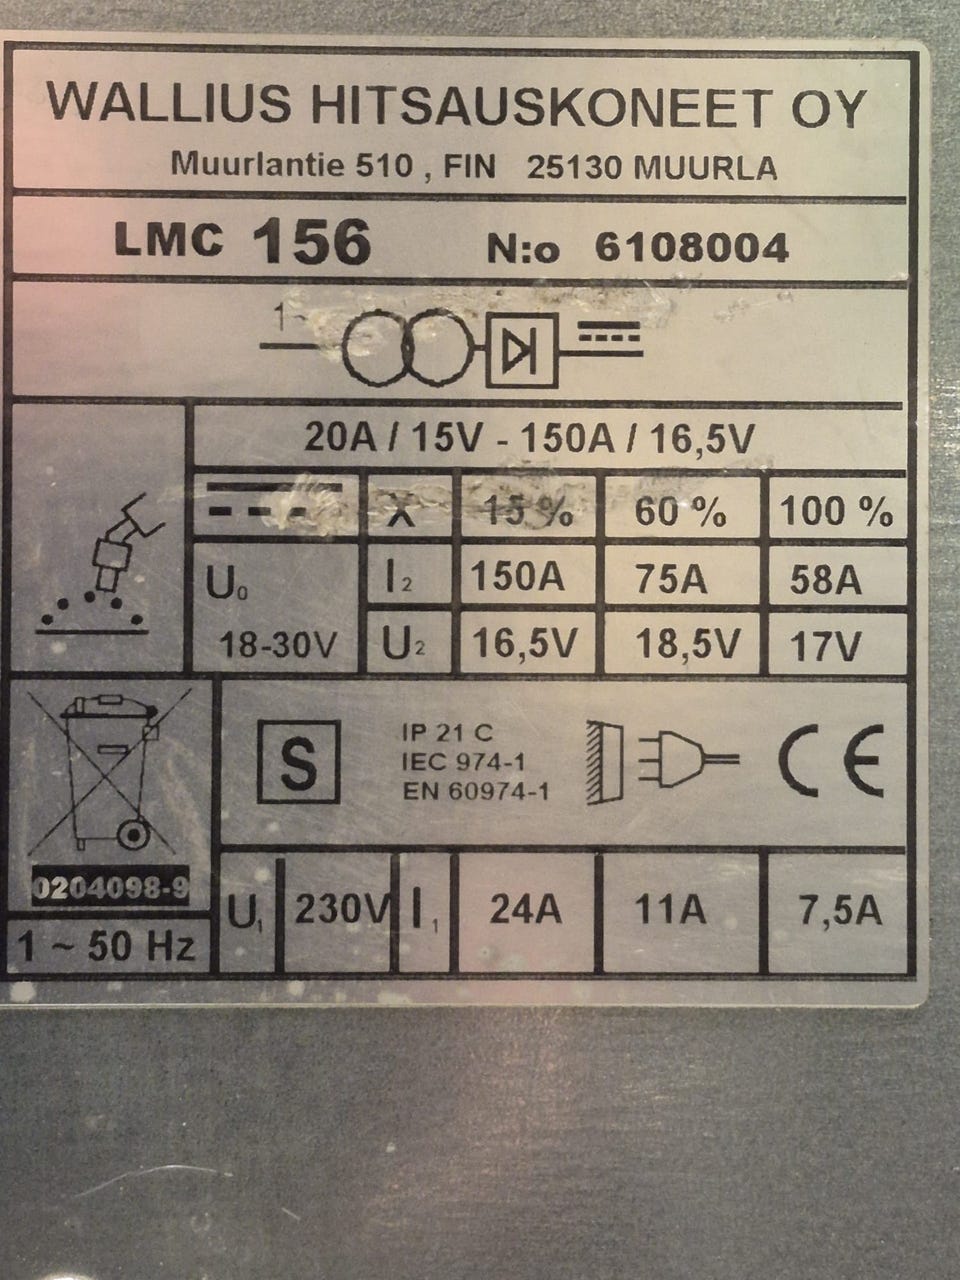 WALLIUS HITSAUSKONEET OY
Muurlantie 510 , FIN 25130 MUURLA
LMC 156 N:o 6108004
1~
20A / 15V - 150A / 16,5V
X 15 % 60 % 100 %
U0 I2 150A 75A 58A
18-30V U2 16,5V 18,5V 17V
S
IP 21 C
IEC 974-1
EN 60974-1
CE
0204098-9
U1 230V I1 24A 11A 7,5A
1 ~ 50 Hz